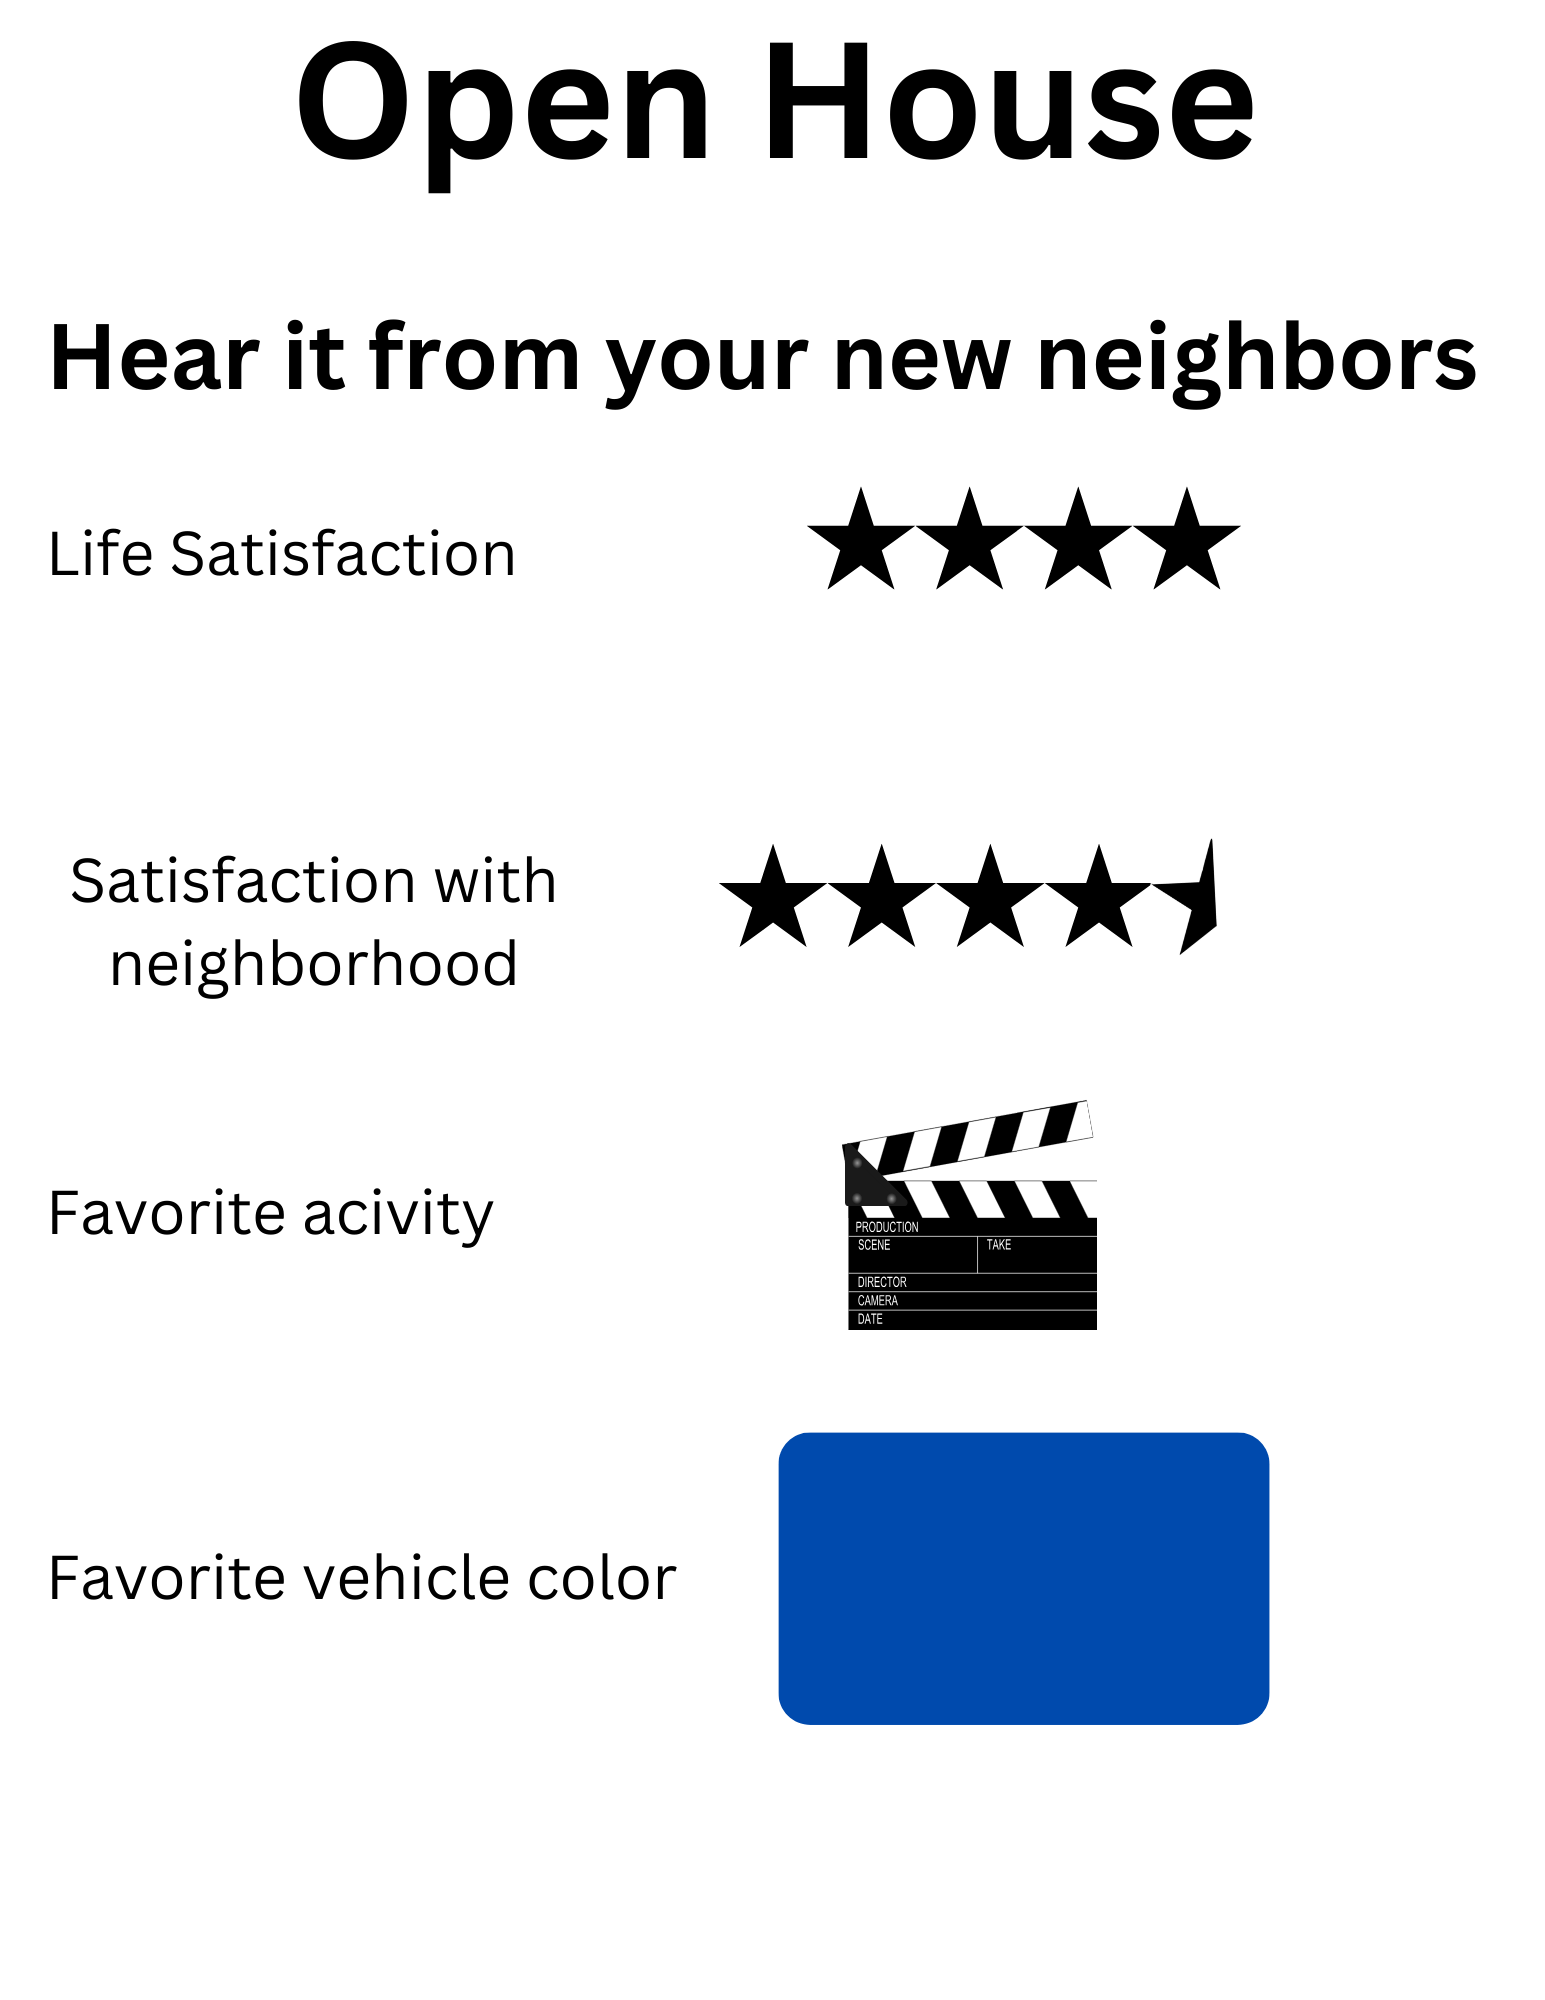 Open House
Hear it from your new neighbors
Life Satisfaction
Satisfaction with
neighborhood
Favorite acivity
PRODUCTION
SCENE TAKE
DIRECTOR
CAMERA
DATE
Favorite vehicle color